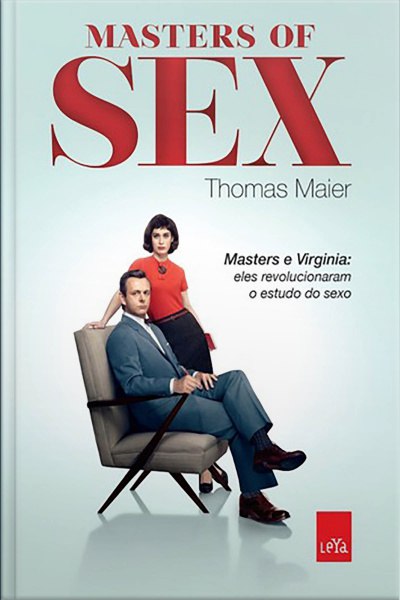 MASTERS OF
SEX
Thomas Maier
Masters e Virginia:
eles revolucionaram
o estudo do sexo
LeYa